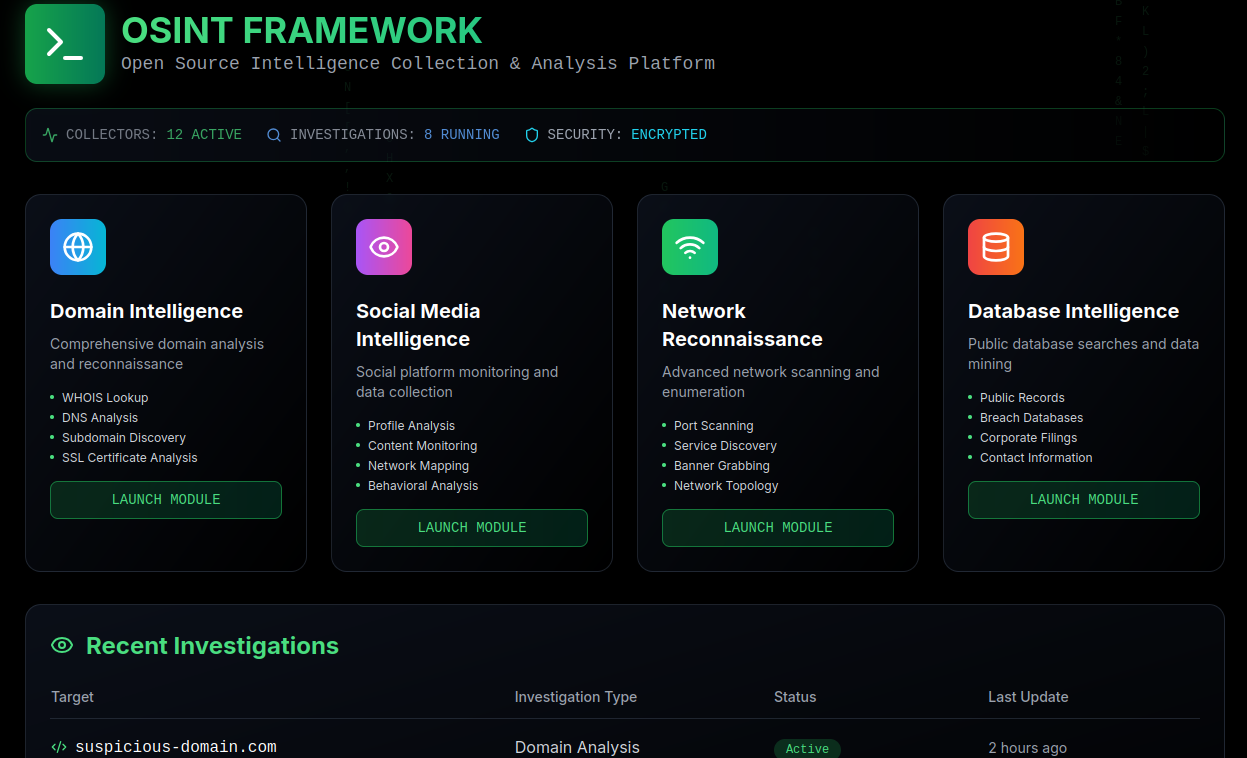 OSINT FRAMEWORK
Open Source Intelligence Collection & Analysis Platform
COLLECTORS: 12 ACTIVE
INVESTIGATIONS: 8 RUNNING
SECURITY: ENCRYPTED
Domain Intelligence
Comprehensive domain analysis
and reconnaissance
WHOIS Lookup
DNS Analysis
Subdomain Discovery
SSL Certificate Analysis
LAUNCH MODULE
Social Media
Intelligence
Social platform monitoring and
data collection
Profile Analysis
Content Monitoring
Network Mapping
Behavioral Analysis
LAUNCH MODULE
Network
Reconnaissance
Advanced network scanning and
enumeration
Port Scanning
Service Discovery
Banner Grabbing
Network Topology
LAUNCH MODULE
Database Intelligence
Public database searches and data
mining
Public Records
Breach Databases
Corporate Filings
Contact Information
LAUNCH MODULE
Recent Investigations
Target Investigation Type Status Last Update
suspicious-domain.com Domain Analysis Active 2 hours ago